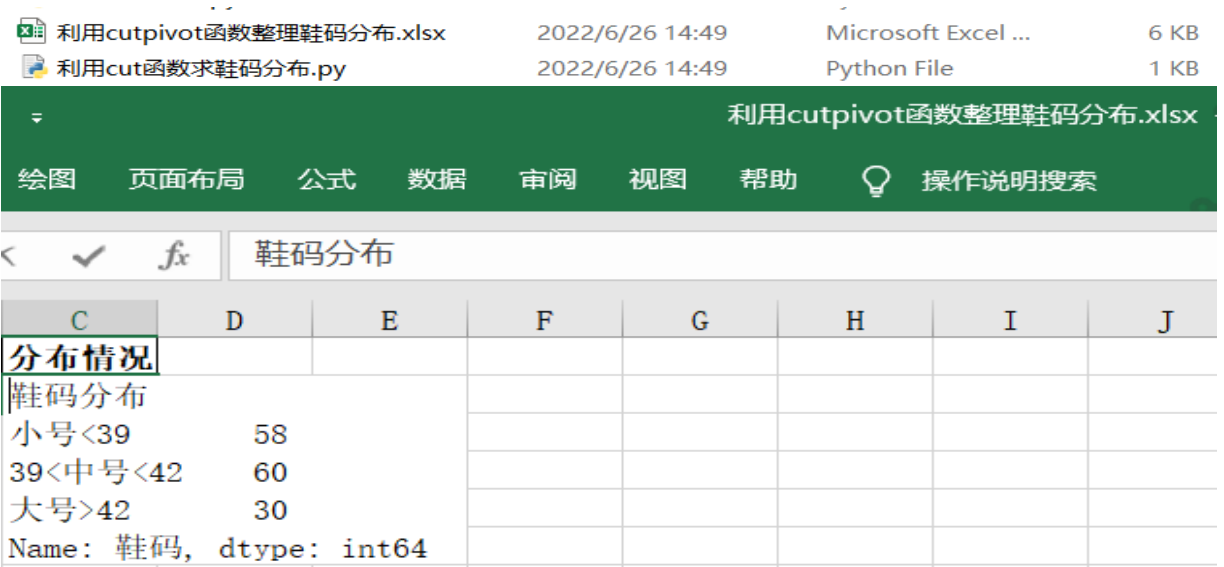 利用cutpivot函数整理鞋码分布.xlsx 2022/6/26 14:49 Microsoft Excel ... 6 KB
利用cut函数求鞋码分布.py 2022/6/26 14:49 Python File 1 KB
利用cutpivot函数整理鞋码分布.xlsx
绘图 页面布局 公式 数据 审阅 视图 帮助 操作说明搜索
fx 鞋码分布
C D E F G H I J
分布情况
鞋码分布
小号<39 58
39<中号<42 60
大号>42 30
Name: 鞋码, dtype: int64